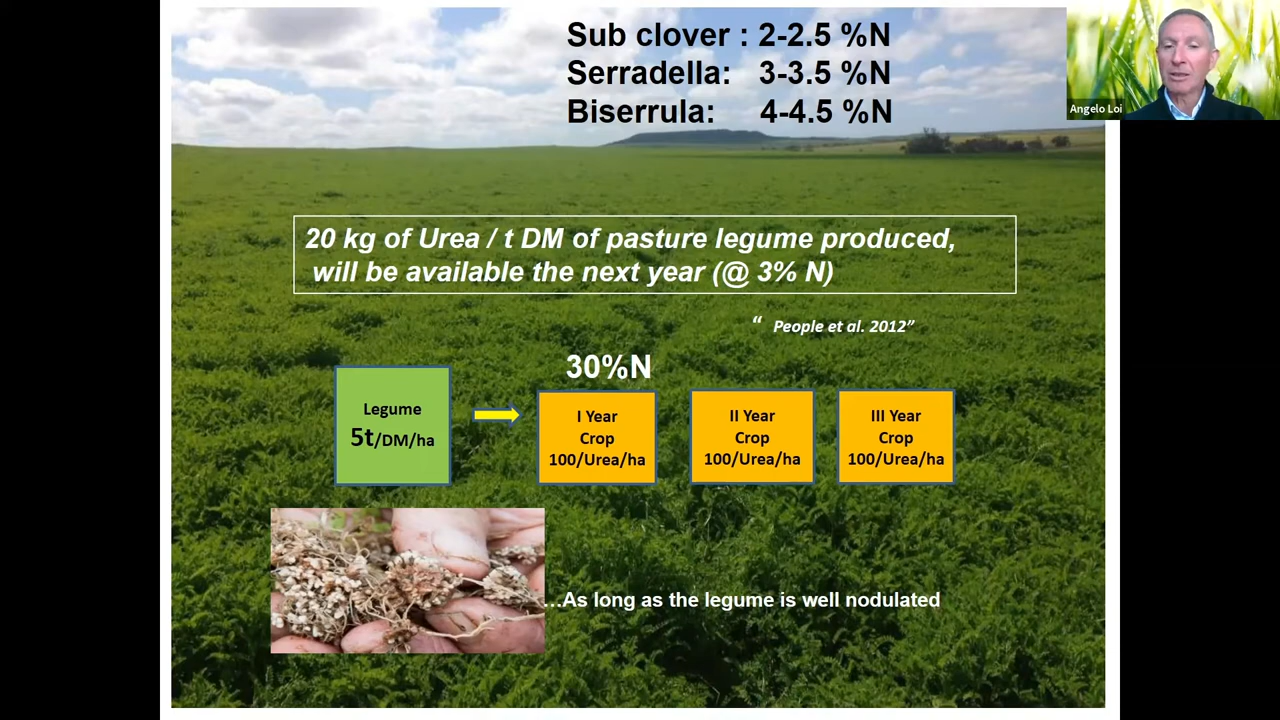 Sub clover : 2-2.5 %N
Serradella: 3-3.5 %N
Biserrula: 4-4.5 %N
Angelo Loi
20 kg of Urea / t DM of pasture legume produced,
will be available the next year (@ 3% N)
“ People et al. 2012”
30%N
Legume
5t/DM/ha
I Year
Crop
100/Urea/ha
II Year
Crop
100/Urea/ha
III Year
Crop
100/Urea/ha
...As long as the legume is well nodulated